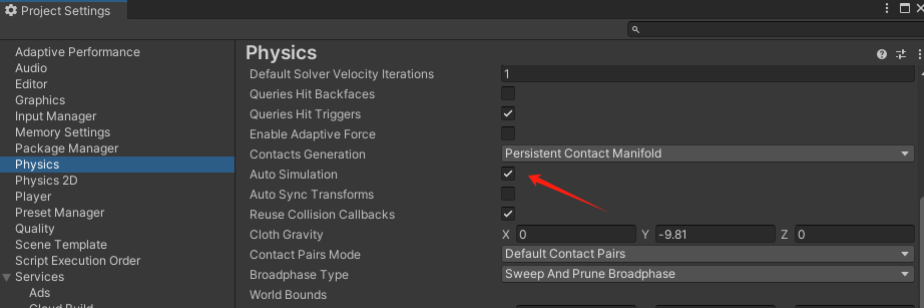 Project Settings
Adaptive Performance
Audio
Editor
Graphics
Input Manager
Memory Settings
Package Manager
Physics
Physics 2D
Player
Preset Manager
Quality
Scene Template
Script Execution Order
Services
Ads
Cloud Build
Physics
Default Solver Velocity Iterations 1
Queries Hit Backfaces
Queries Hit Triggers
Enable Adaptive Force
Contacts Generation Persistent Contact Manifold
Auto Simulation
Auto Sync Transforms
Reuse Collision Callbacks
Cloth Gravity X 0 Y -9.81 Z 0
Contact Pairs Mode Default Contact Pairs
Broadphase Type Sweep And Prune Broadphase
World Bounds